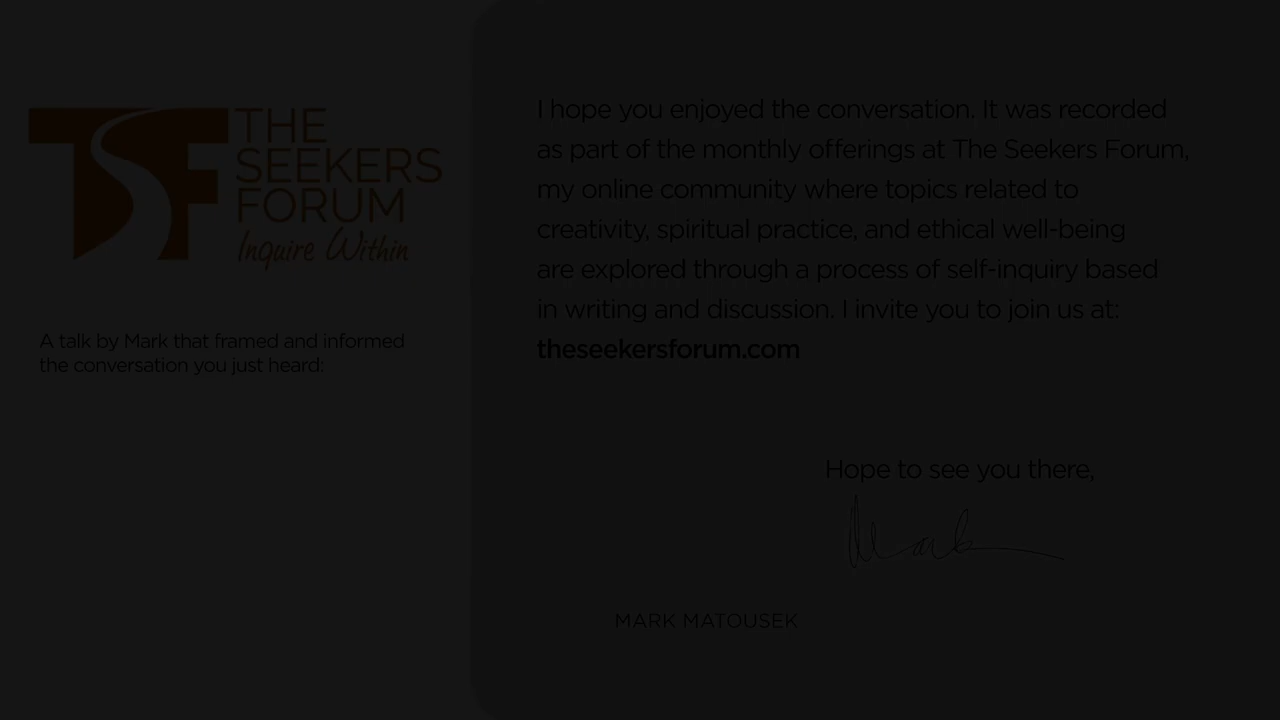 TSF THE
SEEKERS
FORUM
Inquire Within
A talk by Mark that framed and informed
the conversation you just heard:
I hope you enjoyed the conversation. It was recorded
as part of the monthly offerings at The Seekers Forum,
my online community where topics related to
creativity, spiritual practice, and ethical well-being
are explored through a process of self-inquiry based
in writing and discussion. I invite you to join us at:
theseekersforum.com
Hope to see you there,
Mark
MARK MATOUSEK